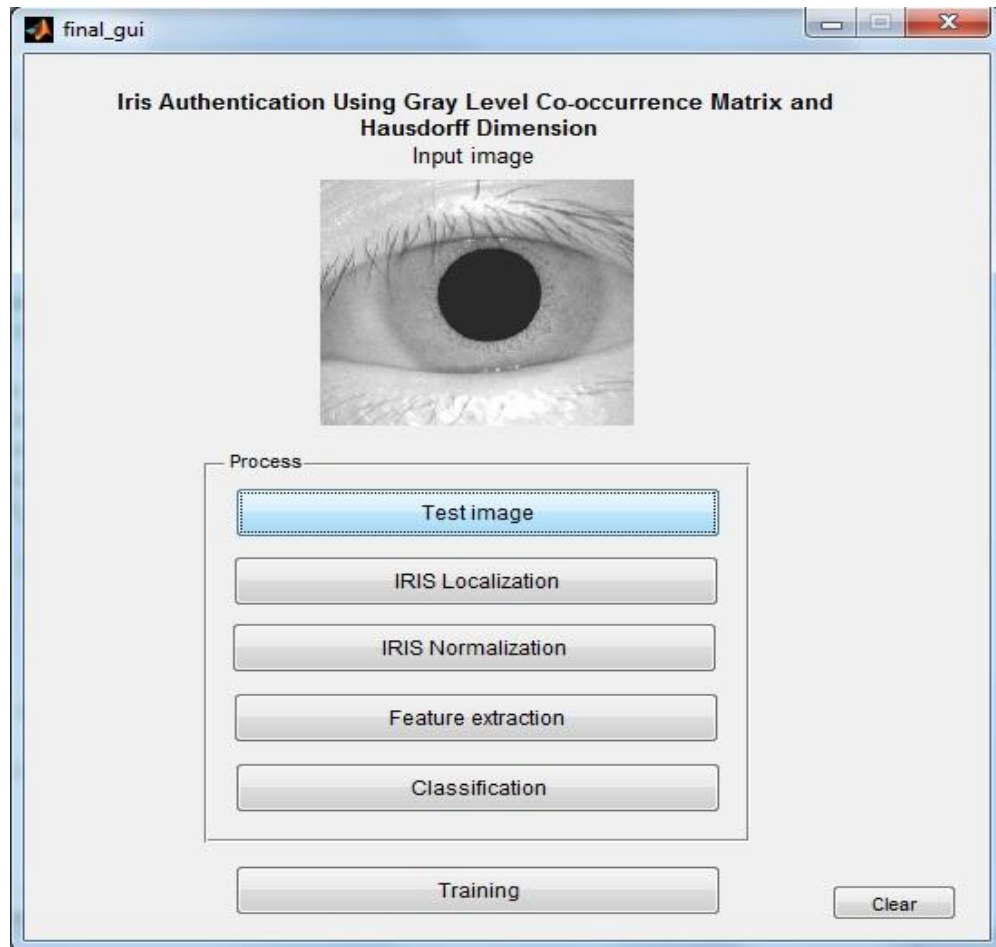 final_gui
Iris Authentication Using Gray Level Co-occurrence Matrix and
Hausdorff Dimension
Input image
Process
Test image
IRIS Localization
IRIS Normalization
Feature extraction
Classification
Training
Clear